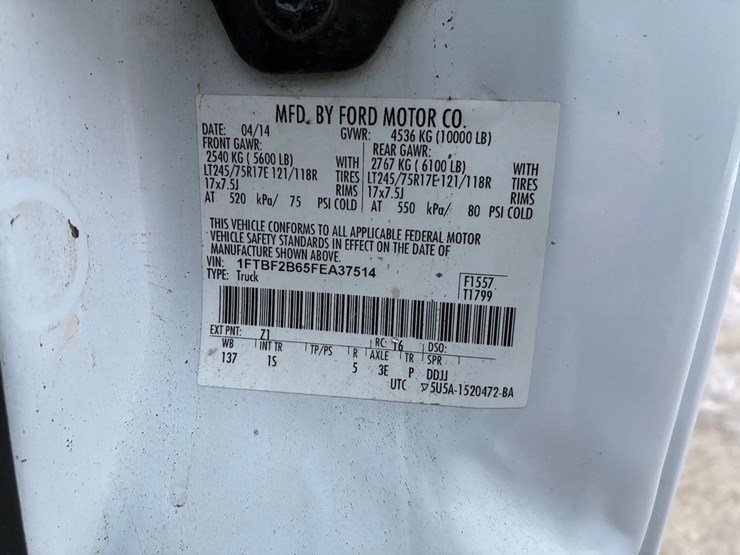 MFD. BY FORD MOTOR CO.
DATE: 04/14 GVWR: 4536 KG (10000 LB)
FRONT GAWR: REAR GAWR:
2540 KG ( 5600 LB) WITH 2767 KG ( 6100 LB) WITH
LT245/75R17E 121/118R TIRES LT245/75R17E 121/118R TIRES
17x7.5J RIMS 17x7.5J RIMS
AT 520 kPa/ 75 PSI COLD AT 550 kPa/ 80 PSI COLD
THIS VEHICLE CONFORMS TO ALL APPLICABLE FEDERAL MOTOR
VEHICLE SAFETY STANDARDS IN EFFECT ON THE DATE OF
MANUFACTURE SHOWN ABOVE.
VIN: 1FTBF2B65FEA37514
TYPE: Truck
F1557
T1799
EXT PNT: Z1 RC: T6 DSO:
WB INT TR TP/PS R AXLE TR SPR
137 1S 5 3E P DDJJ
UTC ▽5U5A-1520472-BA